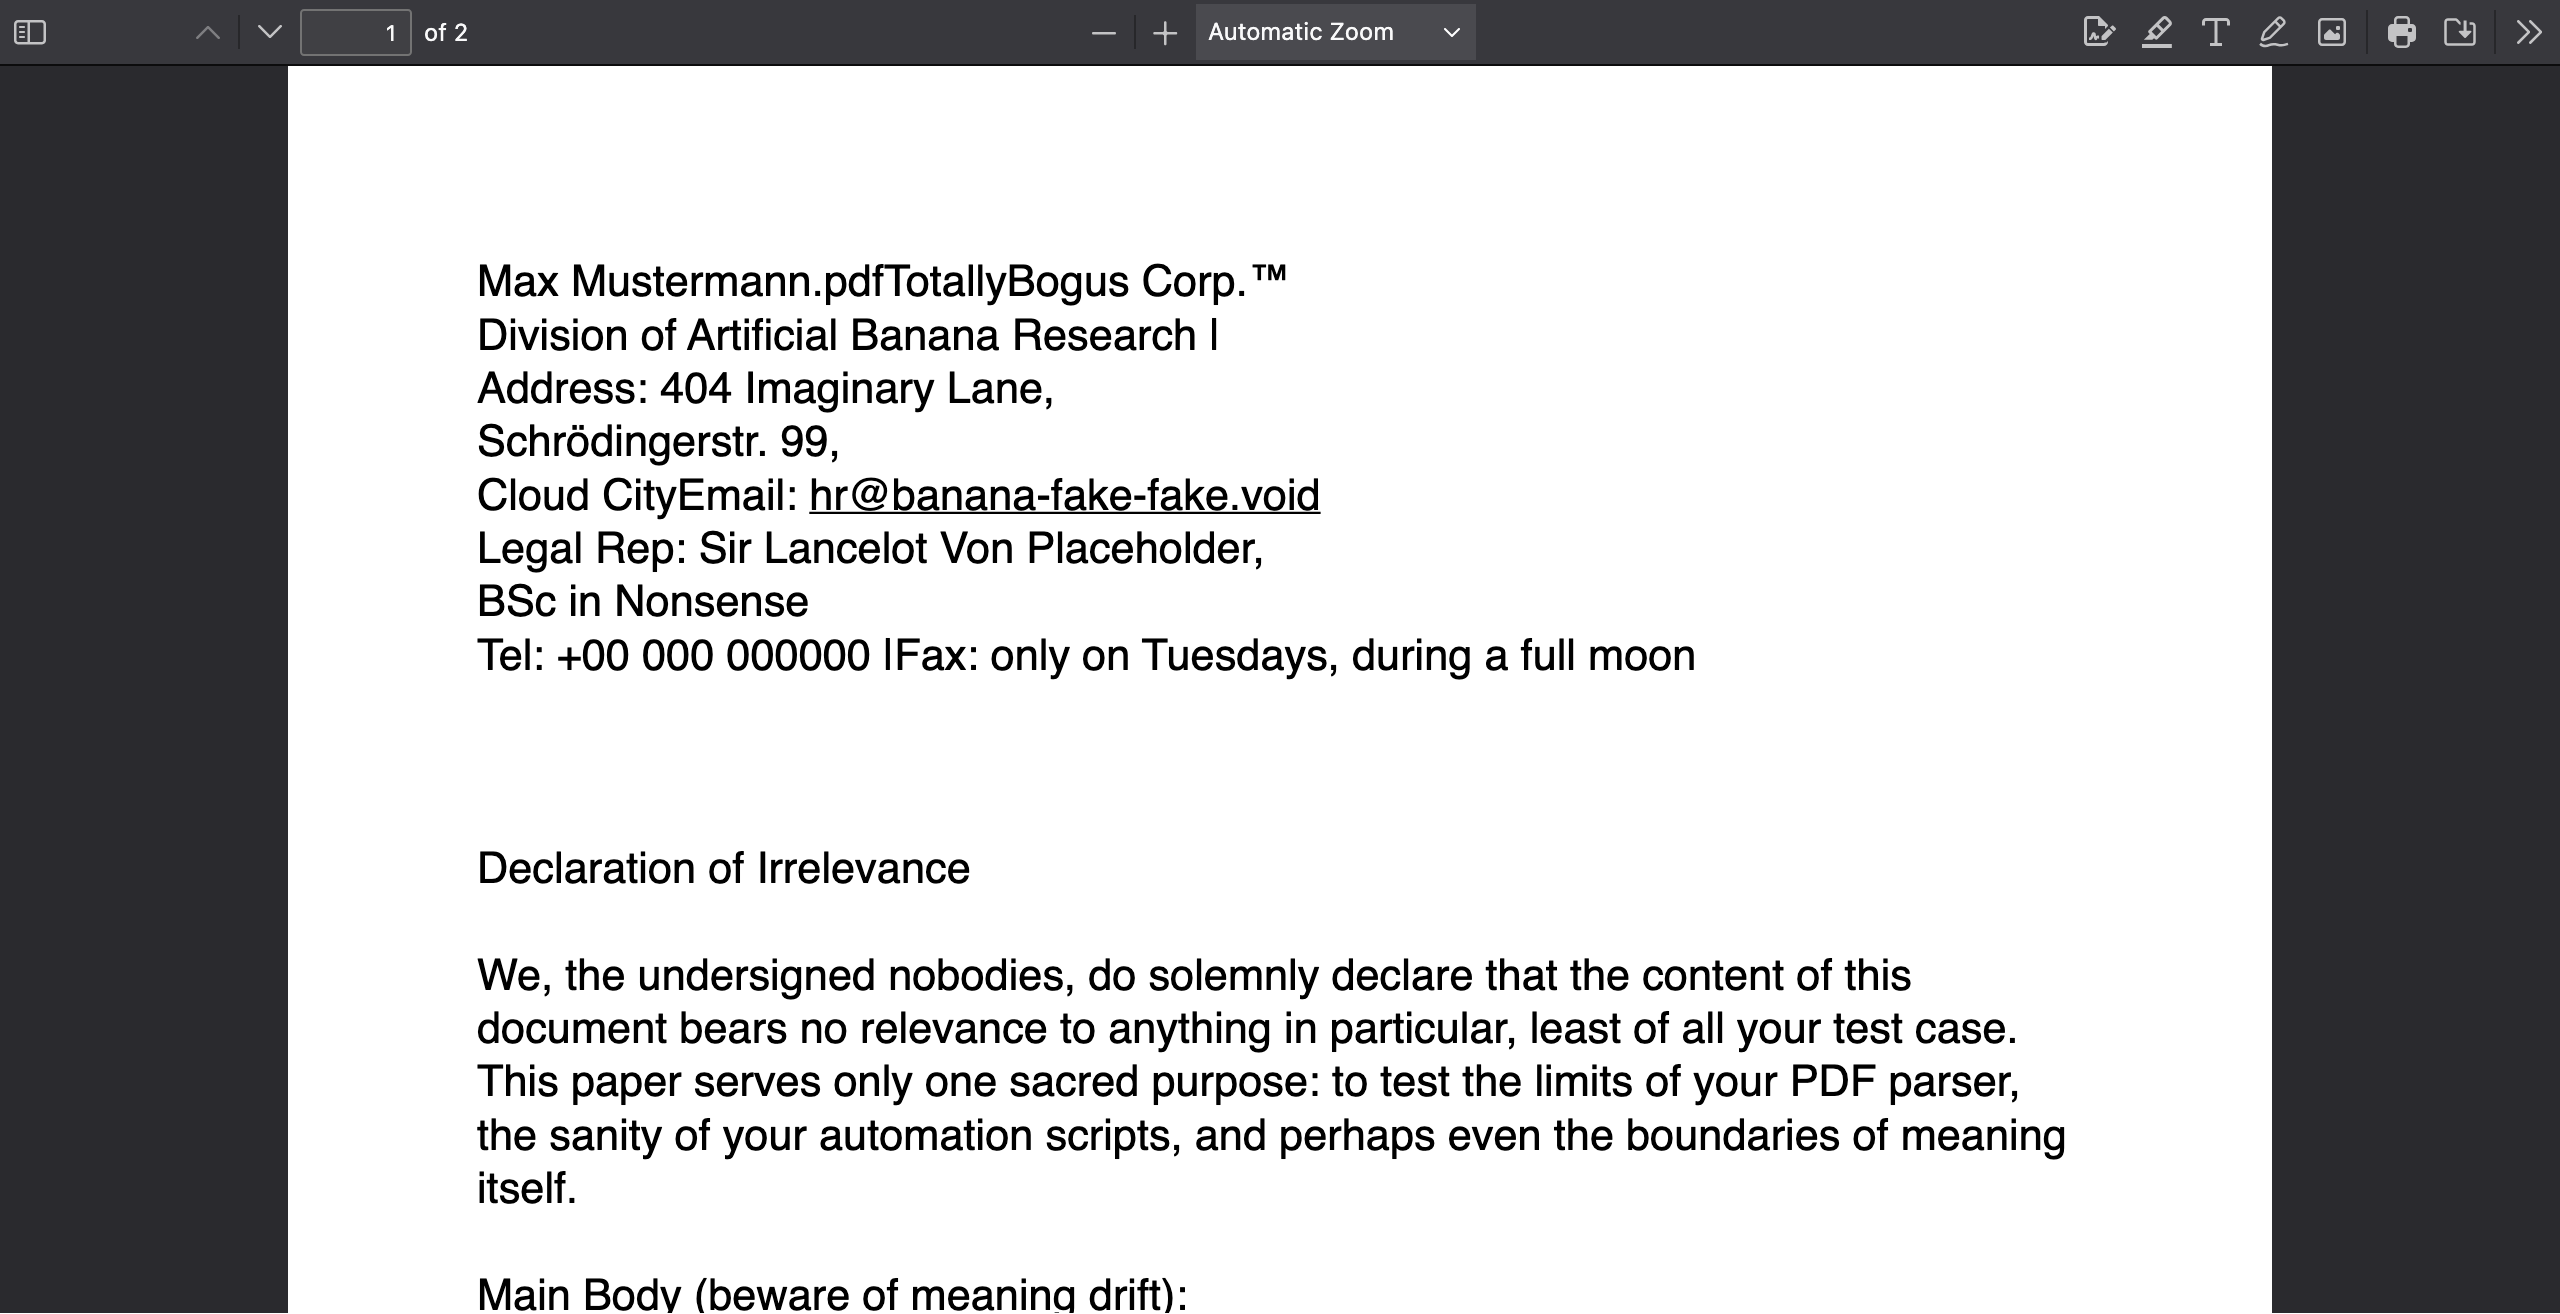 1 of 2
Automatic Zoom
Max Mustermann.pdfTotallyBogus Corp.™
Division of Artificial Banana Research |
Address: 404 Imaginary Lane,
Schrödingerstr. 99,
Cloud CityEmail: hr@banana-fake-fake.void
Legal Rep: Sir Lancelot Von Placeholder,
BSc in Nonsense
Tel: +00 000 000000 |Fax: only on Tuesdays, during a full moon
Declaration of Irrelevance
We, the undersigned nobodies, do solemnly declare that the content of this
document bears no relevance to anything in particular, least of all your test case.
This paper serves only one sacred purpose: to test the limits of your PDF parser,
the sanity of your automation scripts, and perhaps even the boundaries of meaning
itself.
Main Body (beware of meaning drift):